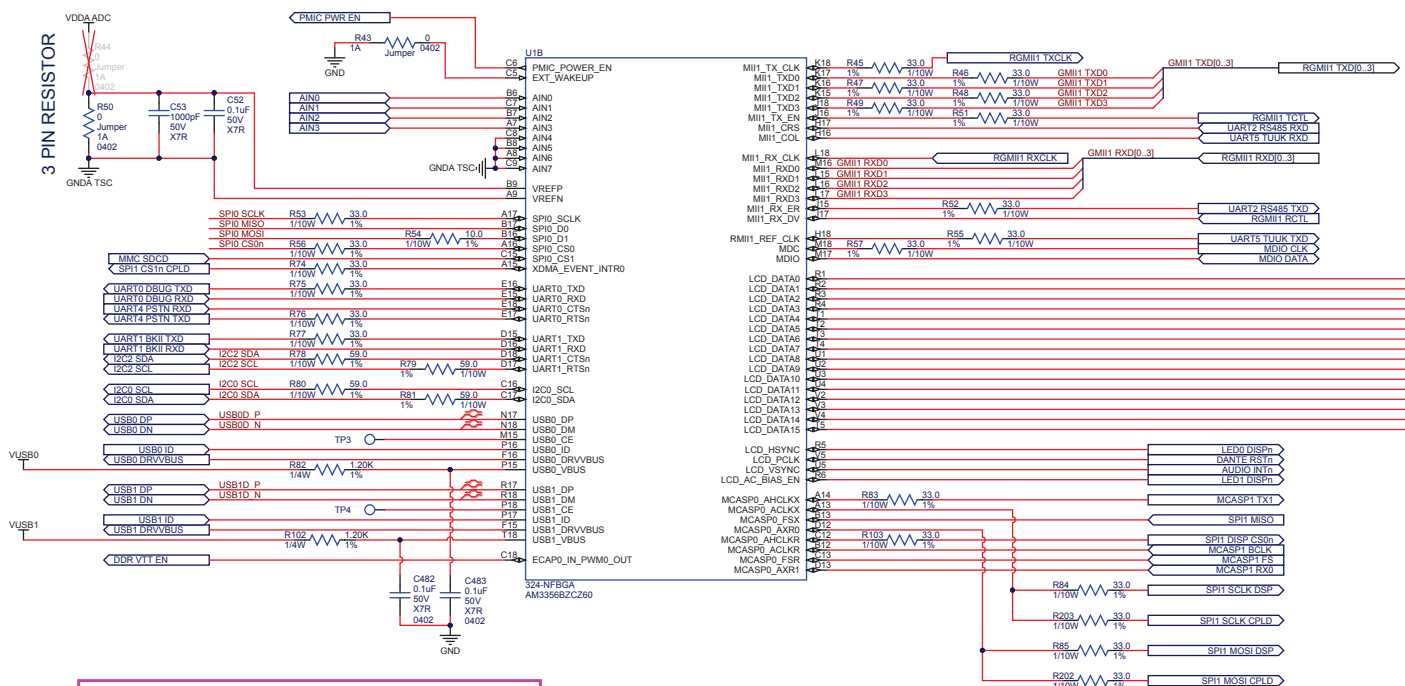 3 PIN RESISTOR
VDDA ADC
R44
0
Jumper
1A
0402
R50
0
Jumper
1A
0402
C53
1000pF
50V
X7R
C52
0.1uF
50V
X7R
GNDA TSC
PMIC PWR EN
R43 0
1A Jumper 0402
GND
AIN0
AIN1
AIN2
AIN3
GNDA TSC
SPI0 SCLK R53 33.0
1/10W 1%
SPI0 MISO
SPI0 MOSI R54 10.0
1/10W 1%
SPI0 CS0n R56 33.0
1/10W 1%
MMC SDCD
SPI1 CS1n CPLD R74 33.0
1/10W 1%
UART0 DBUG TXD R75 33.0
1/10W 1%
UART0 DBUG RXD
UART4 PSTN RXD
UART4 PSTN TXD R76 33.0
1/10W 1%
UART1 BKII TXD R77 33.0
1/10W 1%
UART1 BKII RXD
I2C2 SDA I2C2 SDA R78 59.0
1/10W 1%
I2C2 SCL I2C2 SCL R79 59.0
1% 1/10W
I2C0 SCL I2C0 SCL R80 59.0
1/10W 1%
I2C0 SDA I2C0 SDA R81 59.0
1% 1/10W
USB0 DP USB0D_P
USB0 DN USB0D_N
TP3
USB0 ID
USB0 DRVVBUS
VUSB0
R82 1.20K
1/4W 1%
USB1 DP USB1D_P
USB1 DN USB1D_N
TP4
USB1 ID
USB1 DRVVBUS
VUSB1
R102 1.20K
1/4W 1%
DDR VTT EN
C482
0.1uF
50V
X7R
0402
C483
0.1uF
50V
X7R
0402
GND
U1B
C6 PMIC_POWER_EN
C5 EXT_WAKEUP
B6 AIN0
C7 AIN1
B7 AIN2
A7 AIN3
C8 AIN4
B8 AIN5
A8 AIN6
C9 AIN7
B9 VREFP
A9 VREFN
A17 SPI0_SCLK
B17 SPI0_D0
B16 SPI0_D1
A16 SPI0_CS0
C15 SPI0_CS1
A15 XDMA_EVENT_INTR0
E16 UART0_TXD
E15 UART0_RXD
E18 UART0_CTSn
E17 UART0_RTSn
D15 UART1_TXD
D16 UART1_RXD
D18 UART1_CTSn
D17 UART1_RTSn
C16 I2C0_SCL
C17 I2C0_SDA
N17 USB0_DP
N18 USB0_DM
M15 USB0_CE
P16 USB0_ID
F16 USB0_DRVVBUS
P15 USB0_VBUS
R17 USB1_DP
R18 USB1_DM
P18 USB1_CE
P17 USB1_ID
F15 USB1_DRVVBUS
T18 USB1_VBUS
C18 ECAP0_IN_PWM0_OUT
324-NFBGA
AM3356BZCZ60
MII1_TX_CLK K18
MII1_TXD0 K17
MII1_TXD1 K16
MII1_TXD2 K15
MII1_TXD3 J18
MII1_TX_EN J16
MII1_CRS H17
MII1_COL H16
MII1_RX_CLK L18
MII1_RXD0 M16
MII1_RXD1 L15
MII1_RXD2 L16
MII1_RXD3 L17
MII1_RX_ER J15
MII1_RX_DV J17
RMII1_REF_CLK H18
MDC M18
MDIO M17
LCD_DATA0 R1
LCD_DATA1 R2
LCD_DATA2 R3
LCD_DATA3 R4
LCD_DATA4 T1
LCD_DATA5 T2
LCD_DATA6 T3
LCD_DATA7 T4
LCD_DATA8 U1
LCD_DATA9 U2
LCD_DATA10 U3
LCD_DATA11 U4
LCD_DATA12 V2
LCD_DATA13 V3
LCD_DATA14 V4
LCD_DATA15 T5
LCD_HSYNC R5
LCD_PCLK V5
LCD_VSYNC U5
LCD_AC_BIAS_EN R6
MCASP0_AHCLKX A14
MCASP0_ACLKX A13
MCASP0_FSX B13
MCASP0_AXR0 D12
MCASP0_AHCLKR C12
MCASP0_ACLKR B12
MCASP0_FSR C13
MCASP0_AXR1 D13
R45 33.0
1% 1/10W
RGMII1 TXCLK
R46 33.0 GMII1 TXD0
1% 1/10W
R47 33.0 GMII1 TXD1
1% 1/10W
R48 33.0 GMII1 TXD2
1% 1/10W
R49 33.0 GMII1 TXD3
1% 1/10W
GMII1 TXD[0..3]
RGMII1 TXD[0..3]
R51 33.0
1% 1/10W
RGMII1 TCTL
UART2 RS485 RXD
UART5 TUUK RXD
RGMII1 RXCLK
GMII1 RXD0
GMII1 RXD1
GMII1 RXD2
GMII1 RXD3
GMII1 RXD[0..3]
RGMII1 RXD[0..3]
R52 33.0
1% 1/10W
UART2 RS485 TXD
RGMII1 RCTL
R55 33.0
1% 1/10W
UART5 TUUK TXD
R57 33.0
1% 1/10W
MDIO CLK
MDIO DATA
LED0 DISPn
DANTE RSTn
AUDIO INTn
LED1 DISPn
R83 33.0
1/10W 1%
MCASP1 TX1
SPI1 MISO
R103 33.0
1/10W 1%
SPI1 DISP CS0n
MCASP1 BCLK
MCASP1 FS
MCASP1 RX0
R84 33.0
1/10W 1%
SPI1 SCLK DSP
R203 33.0
1/10W 1%
SPI1 SCLK CPLD
R85 33.0
1/10W 1%
SPI1 MOSI DSP
R202 33.0
1/10W 1%
SPI1 MOSI CPLD